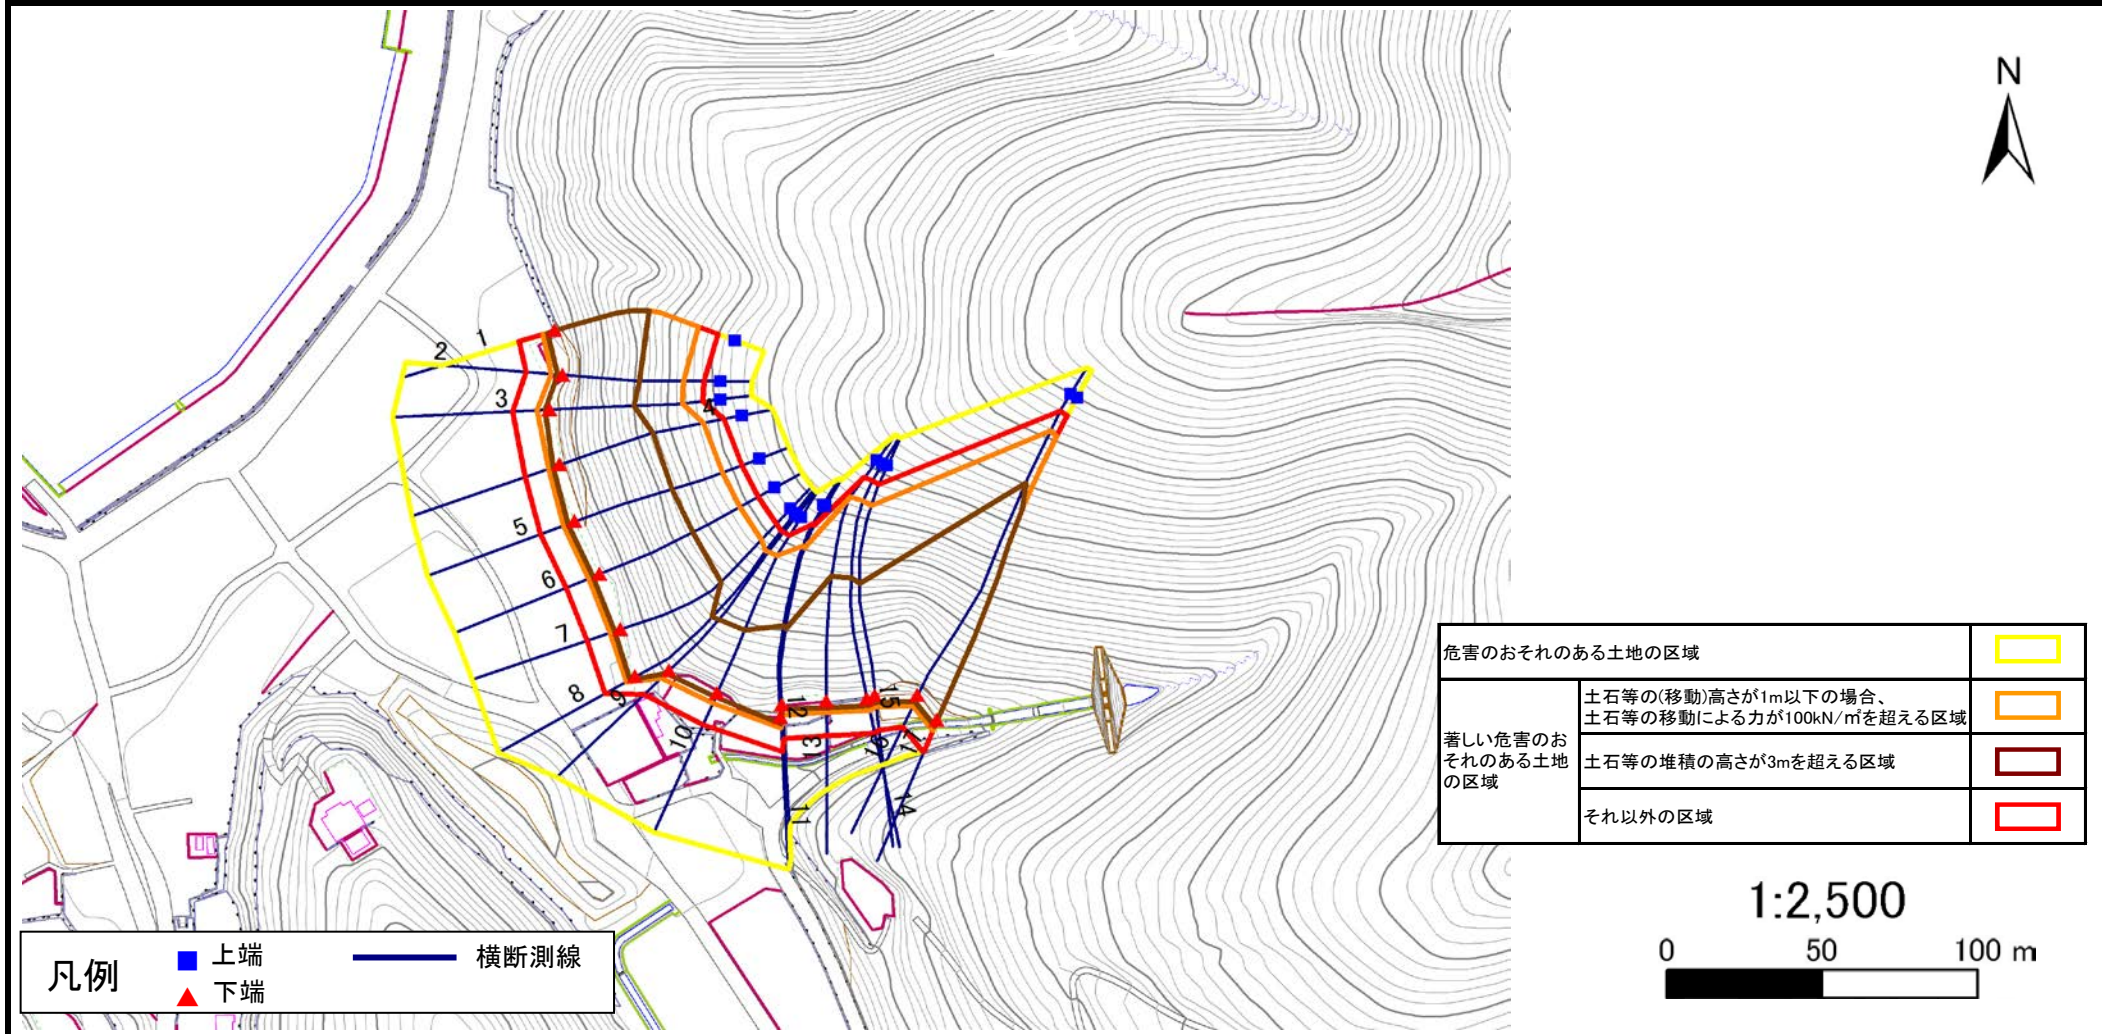 N
1
2
3
4
5
6
7
8
9
10
11
12
13
14
15
16
17
危害のおそれのある土地の区域
著しい危害のお
それのある土地
の区域
土石等の(移動)高さが1m以下の場合、
土石等の移動による力が100kN/㎡を超える区域
土石等の堆積の高さが3mを超える区域
それ以外の区域
1:2,500
0 50 100 m
凡例
上端
下端
横断測線